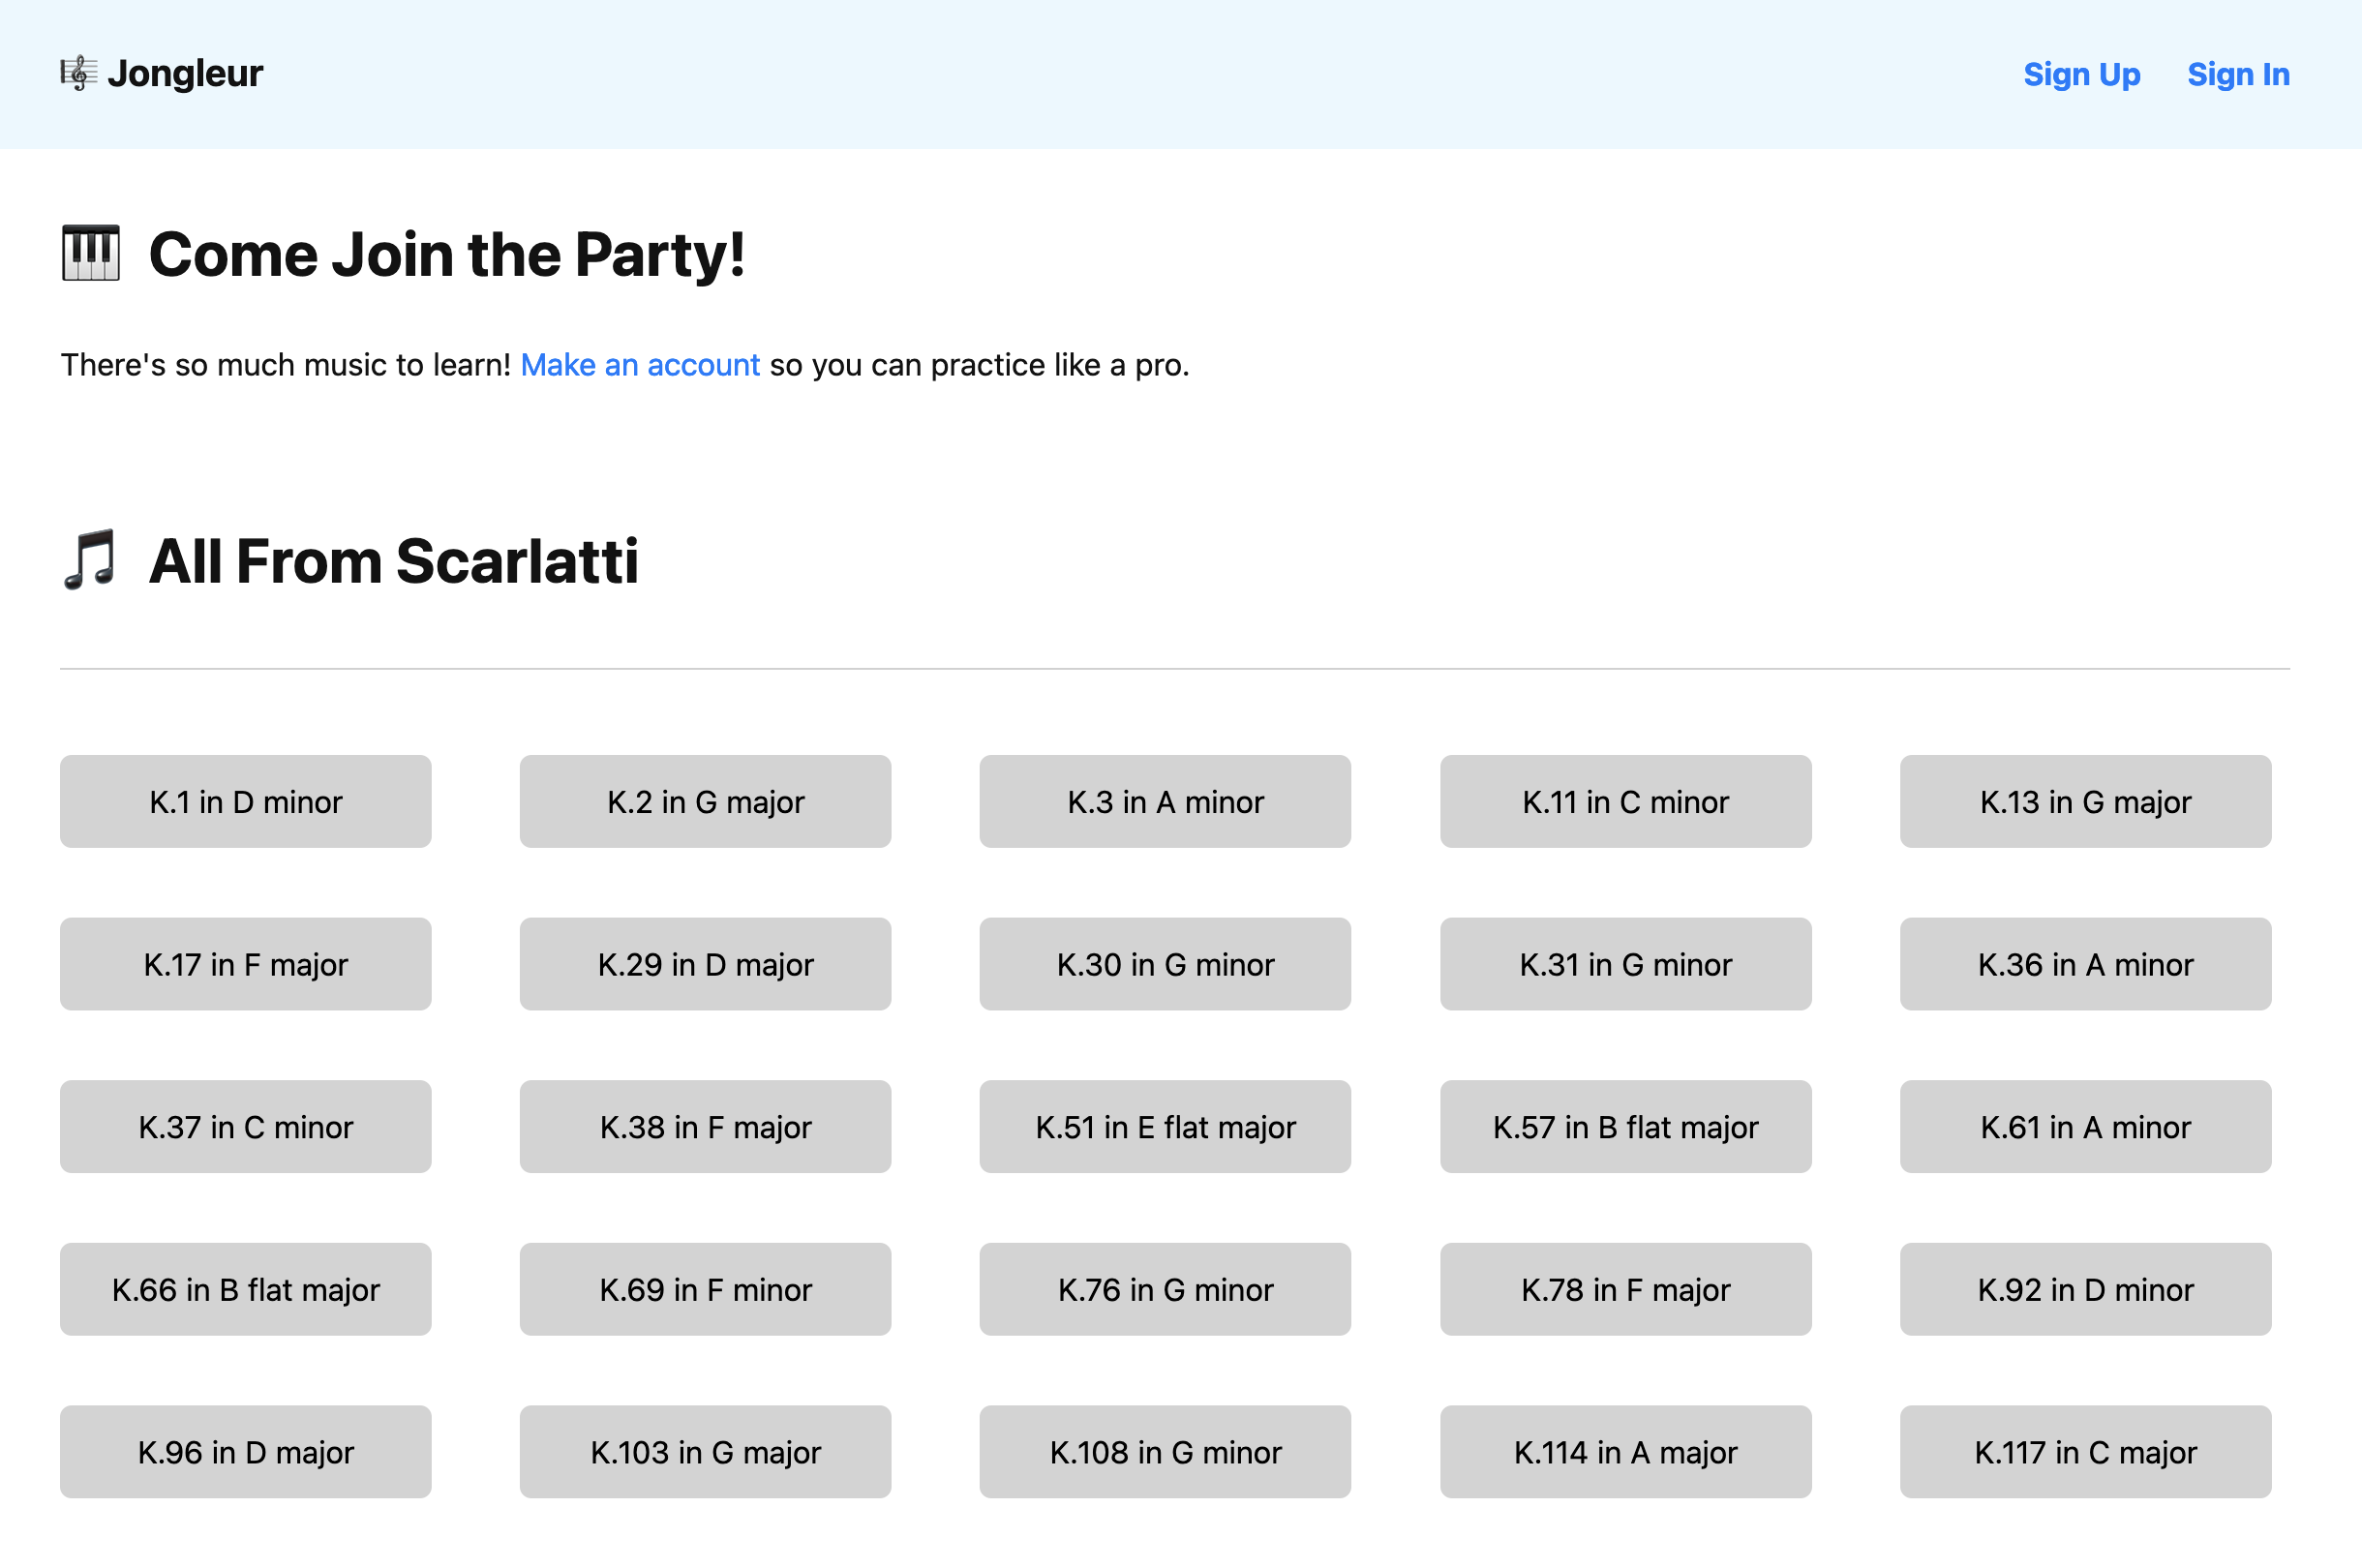 Jongleur
Sign Up Sign In
Come Join the Party!
There's so much music to learn! Make an account so you can practice like a pro.
All From Scarlatti
K.1 in D minor
K.2 in G major
K.3 in A minor
K.11 in C minor
K.13 in G major
K.17 in F major
K.29 in D major
K.30 in G minor
K.31 in G minor
K.36 in A minor
K.37 in C minor
K.38 in F major
K.51 in E flat major
K.57 in B flat major
K.61 in A minor
K.66 in B flat major
K.69 in F minor
K.76 in G minor
K.78 in F major
K.92 in D minor
K.96 in D major
K.103 in G major
K.108 in G minor
K.114 in A major
K.117 in C major